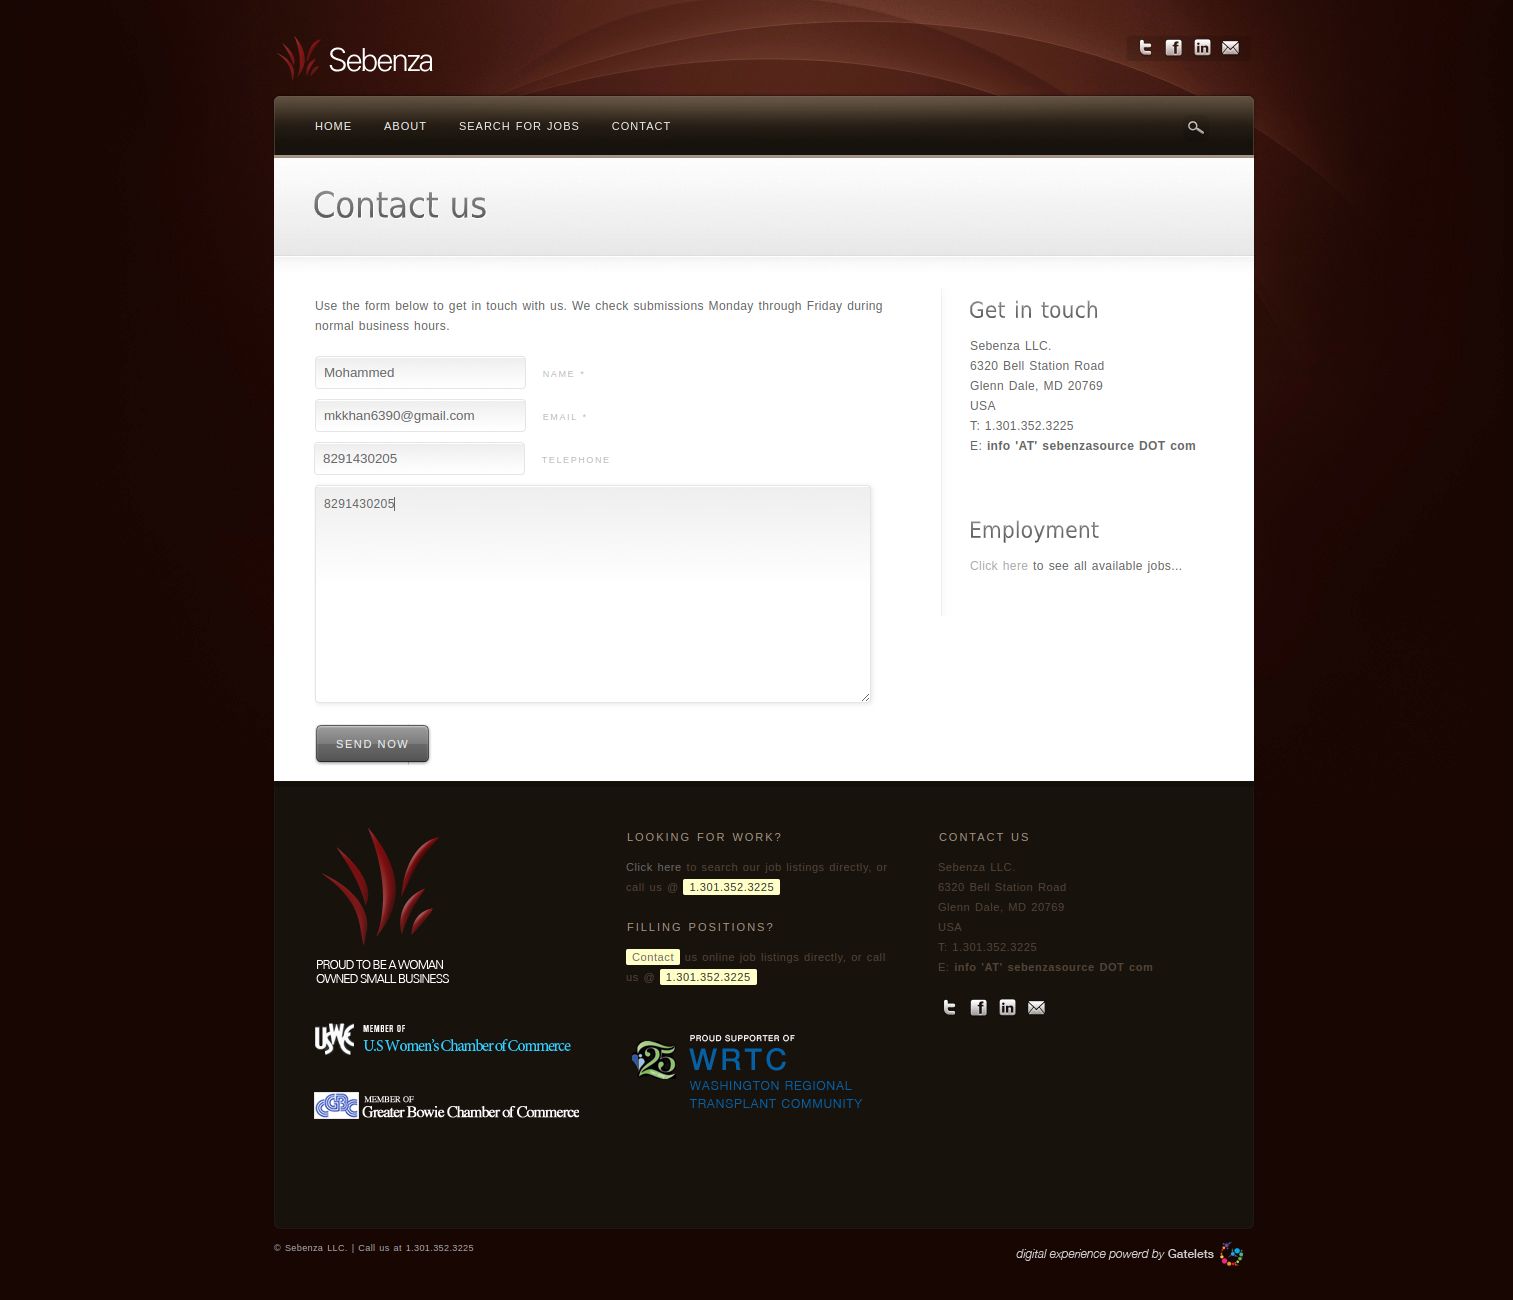 Sebenza
HOME ABOUT SEARCH FOR JOBS CONTACT
Contact us
Use the form below to get in touch with us. We check submissions Monday through Friday during
normal business hours.
Mohammed NAME *
mkkhan6390@gmail.com EMAIL *
8291430205 TELEPHONE
8291430205
SEND NOW
Get in touch
Sebenza LLC.
6320 Bell Station Road
Glenn Dale, MD 20769
USA
T: 1.301.352.3225
E: info 'AT' sebenzasource DOT com
Employment
Click here to see all available jobs...
PROUD TO BE A WOMAN
OWNED SMALL BUSINESS
USWCC MEMBER OF
U.S Women's Chamber of Commerce
MEMBER OF
Greater Bowie Chamber of Commerce
LOOKING FOR WORK?
Click here to search our job listings directly, or
call us @ 1.301.352.3225
FILLING POSITIONS?
Contact us online job listings directly, or call
us @ 1.301.352.3225
25
PROUD SUPPORTER OF
WRTC
WASHINGTON REGIONAL
TRANSPLANT COMMUNITY
CONTACT US
Sebenza LLC.
6320 Bell Station Road
Glenn Dale, MD 20769
USA
T: 1.301.352.3225
E: info 'AT' sebenzasource DOT com
© Sebenza LLC. | Call us at 1.301.352.3225
digital experience powerd by Gatelets